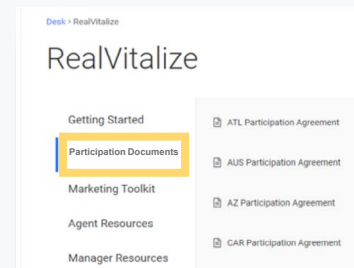 Desk > RealVitalize
RealVitalize
Getting Started
Participation Documents
Marketing Toolkit
Agent Resources
Manager Resources
ATL Participation Agreement
AUS Participation Agreement
AZ Participation Agreement
CAR Participation Agreement